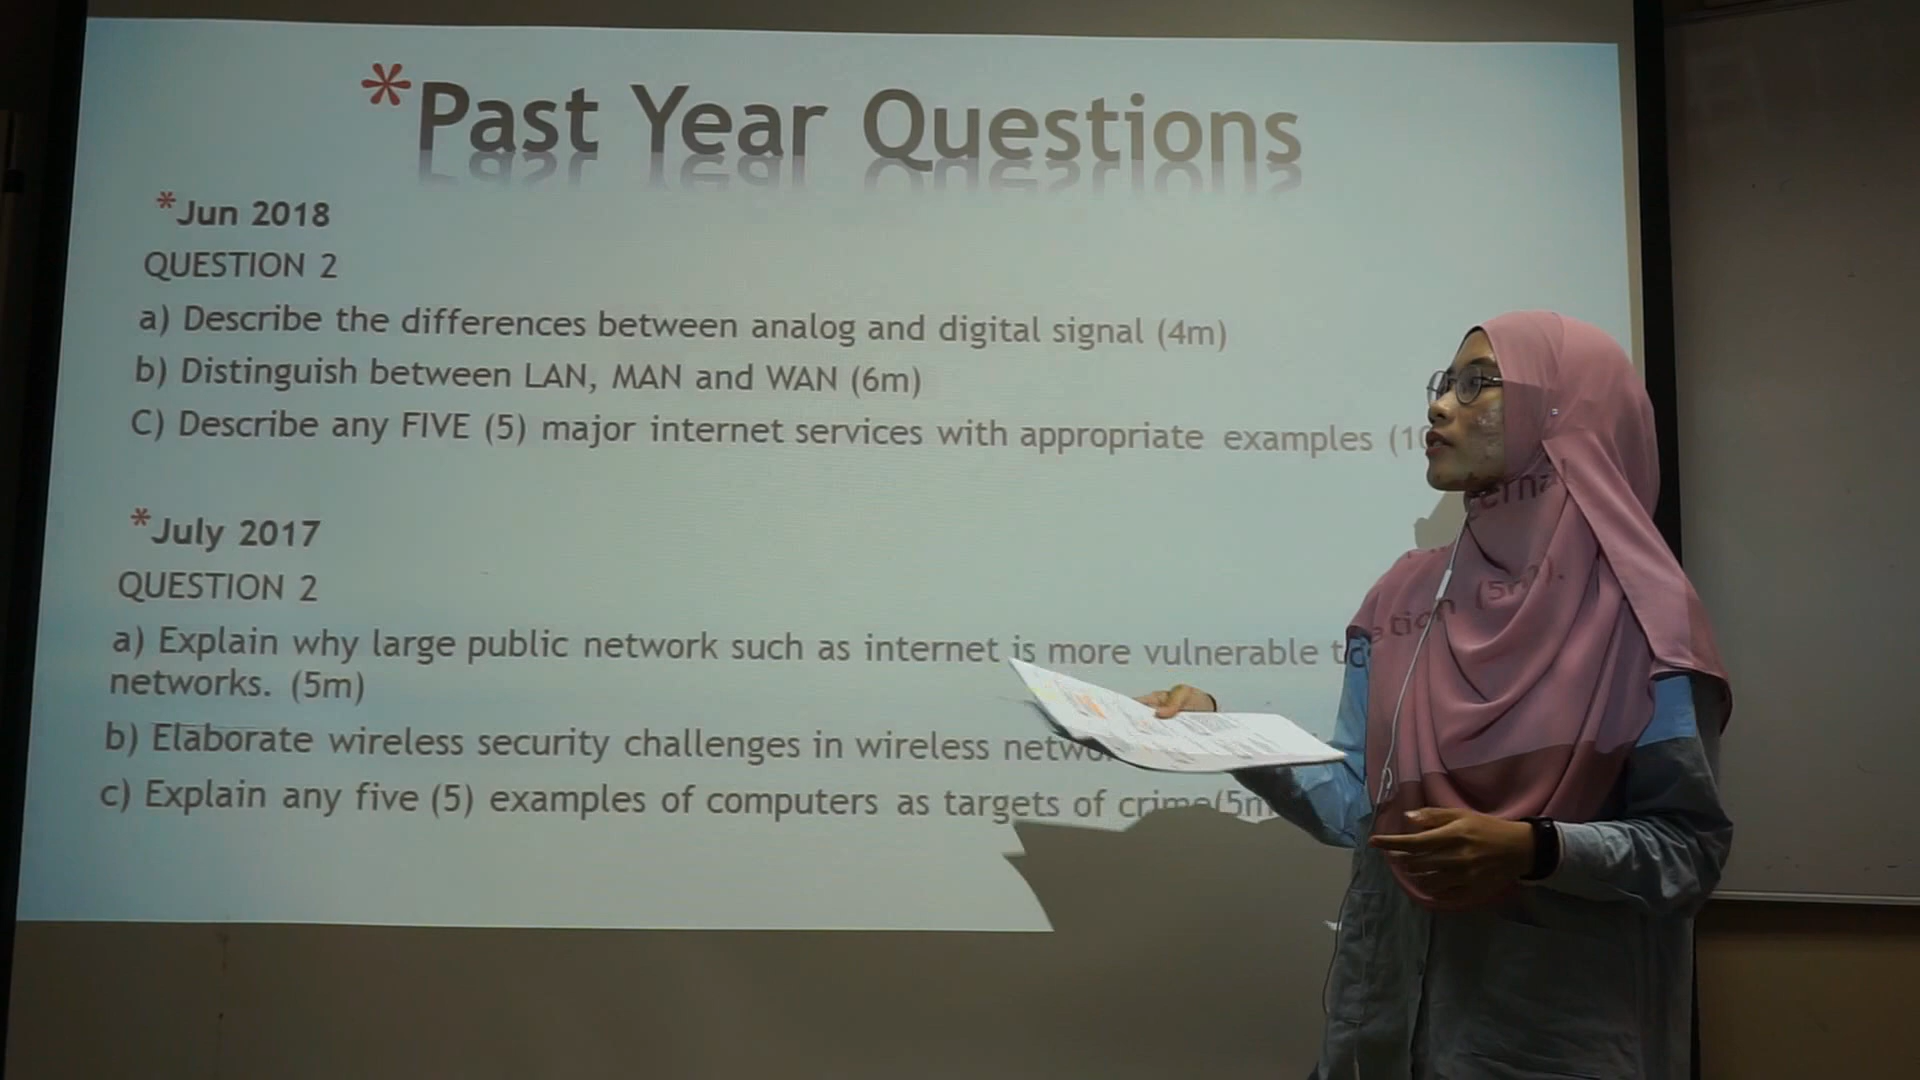 *Past Year Questions
*Jun 2018
QUESTION 2
a) Describe the differences between analog and digital signal (4m)
b) Distinguish between LAN, MAN and WAN (6m)
C) Describe any FIVE (5) major internet services with appropriate examples (10
*July 2017
QUESTION 2
a) Explain why large public network such as internet is more vulnerable
networks. (5m)
b) Elaborate wireless security challenges in wireless
c) Explain any five (5) examples of computers as targets of crime(5m